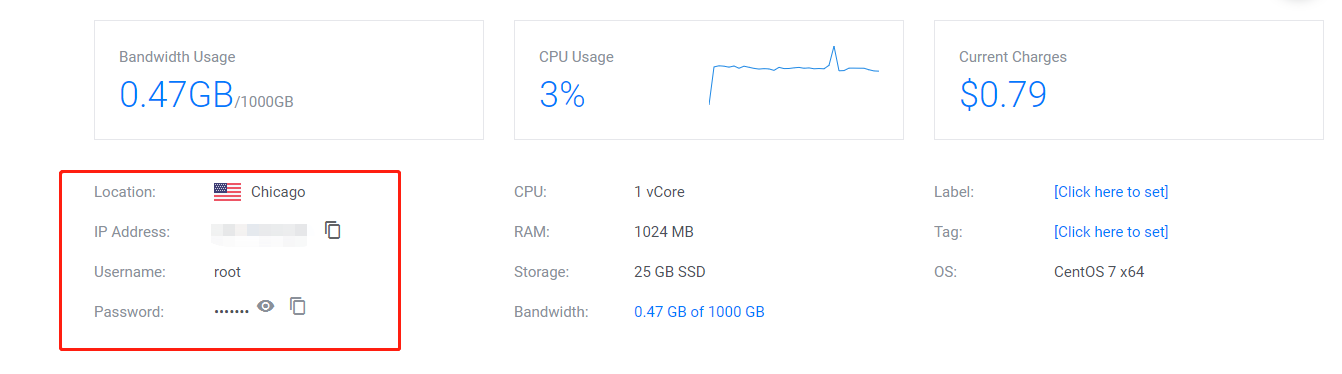 Bandwidth Usage
0.47GB/1000GB
CPU Usage
3%
Current Charges
$0.79
Location: Chicago
IP Address:
Username: root
Password: •••••••
CPU: 1 vCore
RAM: 1024 MB
Storage: 25 GB SSD
Bandwidth: 0.47 GB of 1000 GB
Label: [Click here to set]
Tag: [Click here to set]
OS: CentOS 7 x64